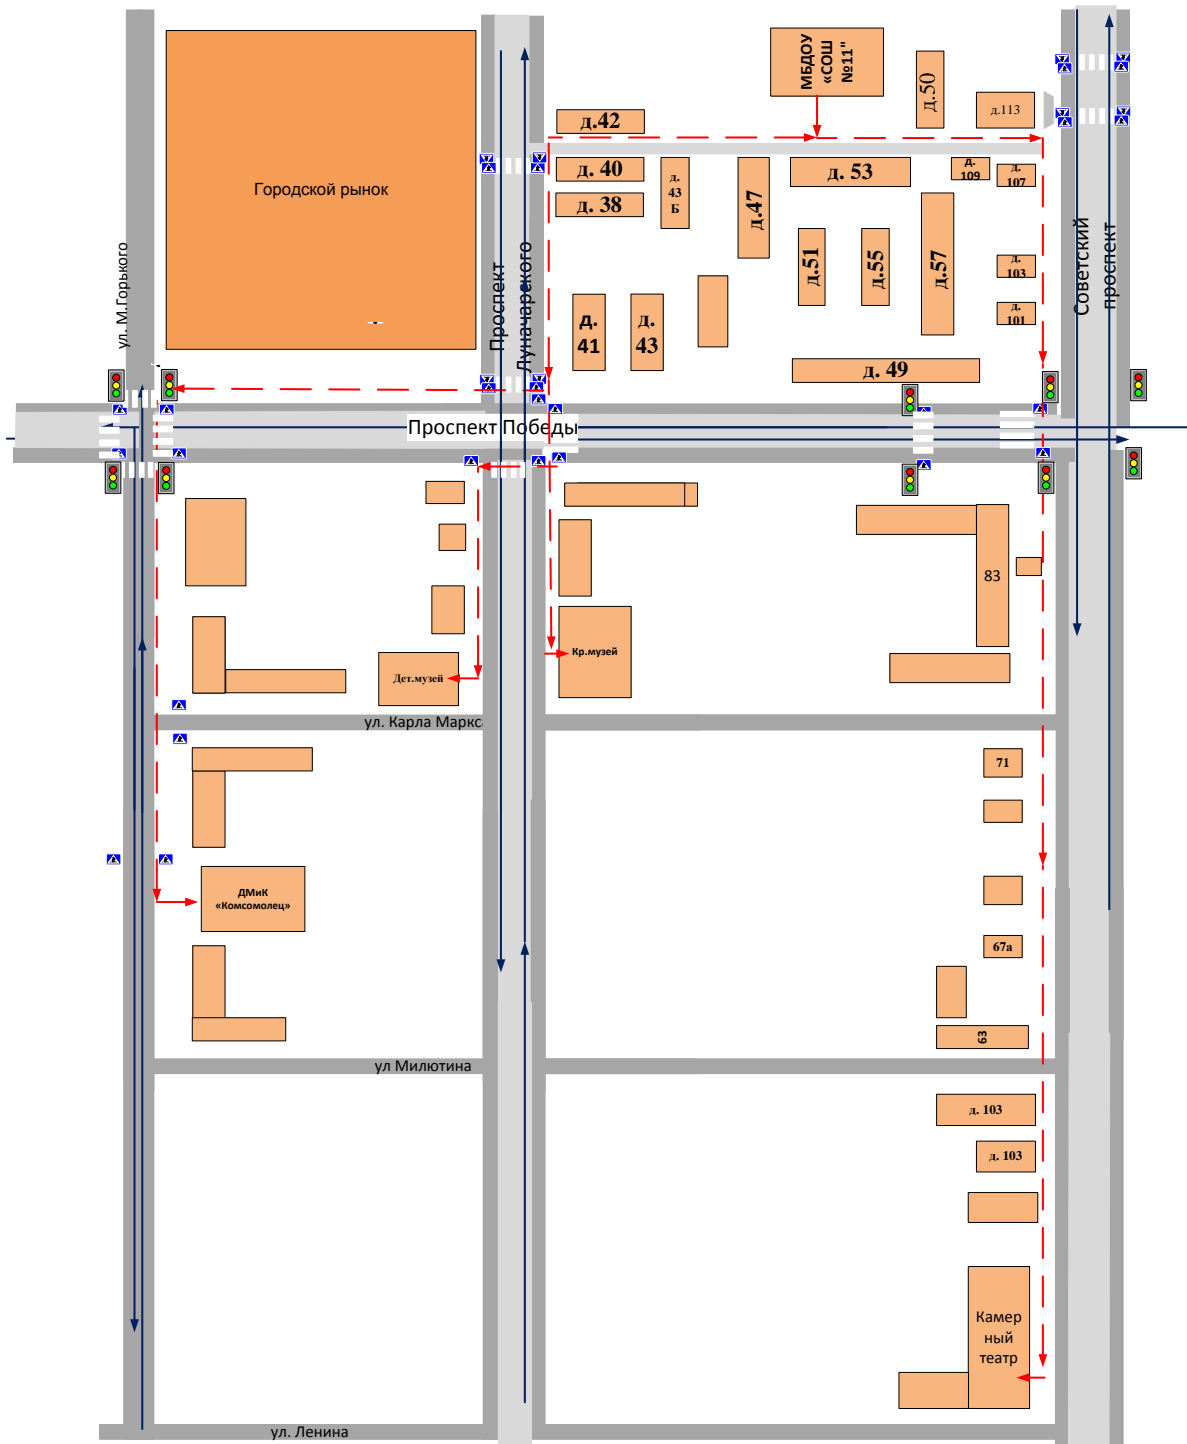 МБДОУ
«СОШ
№11"
д.50
д.113
д.42
д. 40
д. 38
д.
43
Б
д.47
д. 53
д.
109
д.
107
Городской рынок
ул. М.Горького
Проспект
Луначарского
д.51
д.55
д.57
д.
103
д.
101
Советский
проспект
д.
41
д.
43
д. 49
Проспект Победы
83
Кр.музей
Дет.музей
ул. Карла Маркс
71
ДМиК
«Комсомолец»
67а
63
ул Милютина
д. 103
д. 103
Камер
ный
театр
ул. Ленина